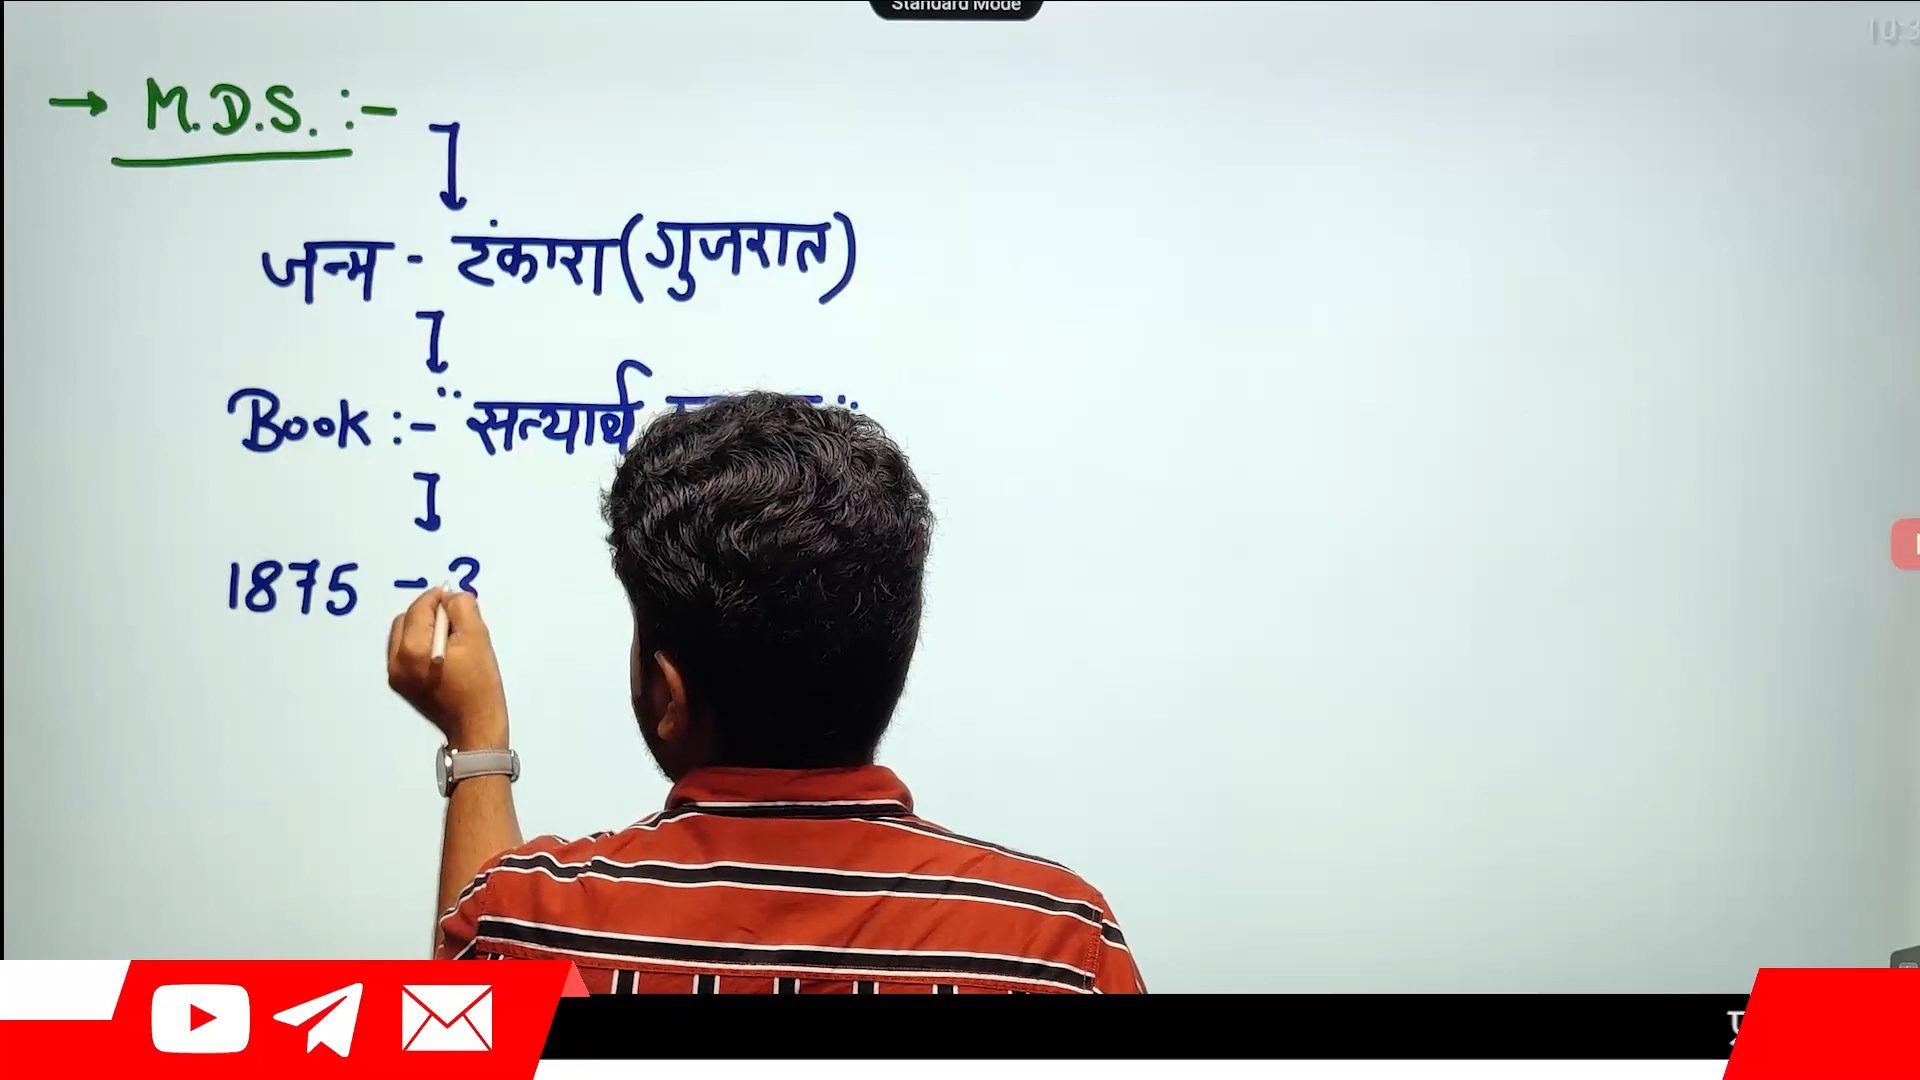 Standard Mode
→ M.D.S. :-
जन्म - टंकारा (गुजरात)
Book :- "सत्यार्थ
1875 -